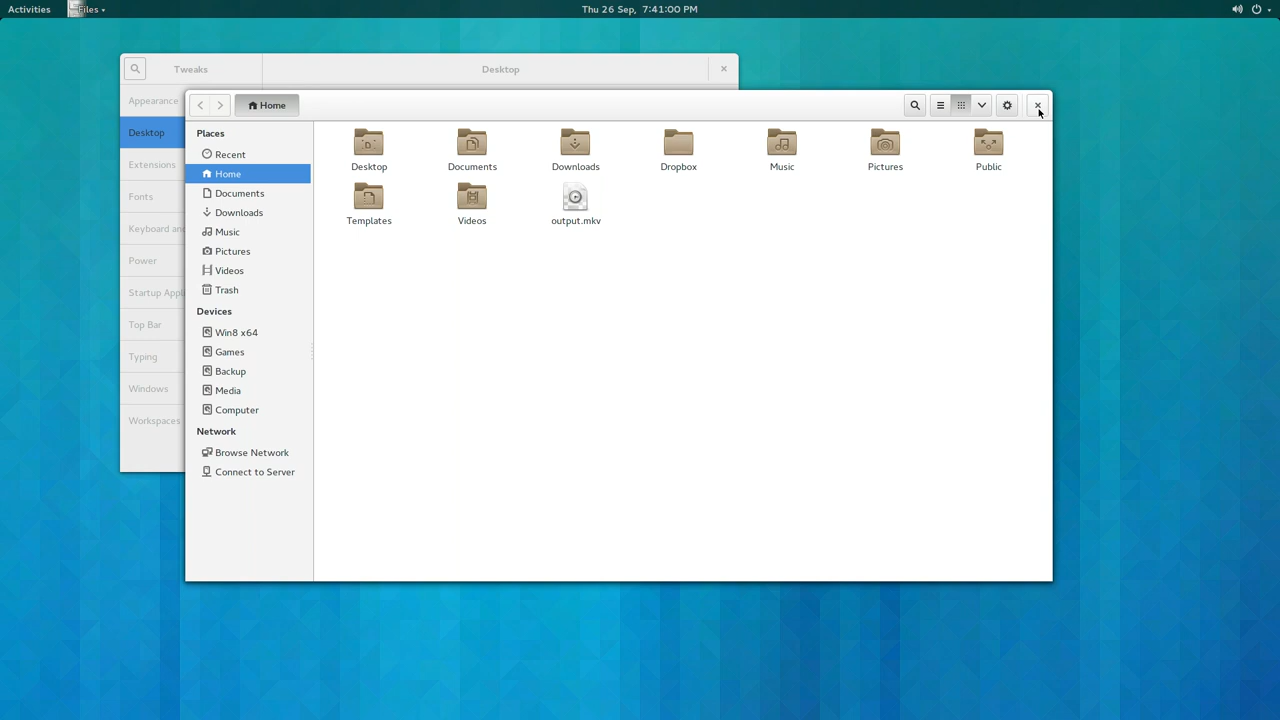 Activities
Files
Thu 26 Sep, 7:41:00 PM
Tweaks
Desktop
Appearance
Desktop
Extensions
Fonts
Keyboard and
Power
Startup Appl
Top Bar
Typing
Windows
Workspaces
Home
Places
Recent
Home
Documents
Downloads
Music
Pictures
Videos
Trash
Devices
Win8 x64
Games
Backup
Media
Computer
Network
Browse Network
Connect to Server
Desktop Documents Downloads Dropbox Music Pictures Public
Templates Videos output.mkv